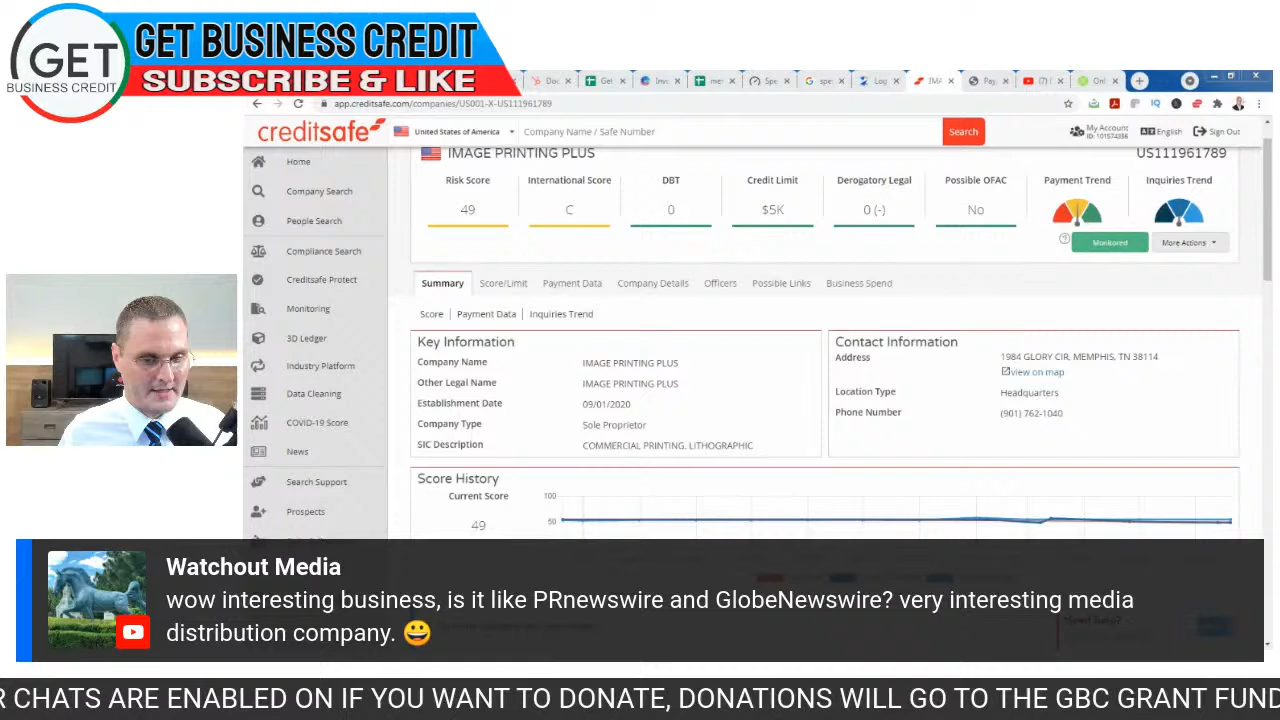 GET BUSINESS CREDIT
SUBSCRIBE & LIKE
GET
BUSINESS CREDIT
app.creditsafe.com/companies/US001-X-US111961789
creditsafe
United States of America
Company Name / Safe Number
Search
My Account
ID: 101574356
English
Sign Out
IMAGE PRINTING PLUS
US111961789
Risk Score
International Score
DBT
Credit Limit
Derogatory Legal
Possible OFAC
Payment Trend
Inquiries Trend
49
C
0
$5K
0 (-)
No
Monitored
More Actions
Home
Company Search
People Search
Compliance Search
Creditsafe Protect
Monitoring
3D Ledger
Industry Platform
Data Cleaning
COVID-19 Score
News
Search Support
Prospects
Summary
Score/Limit
Payment Data
Company Details
Officers
Possible Links
Business Spend
Score
Payment Data
Inquiries Trend
Key Information
Company Name IMAGE PRINTING PLUS
Other Legal Name IMAGE PRINTING PLUS
Establishment Date 09/01/2020
Company Type Sole Proprietor
SIC Description COMMERCIAL PRINTING, LITHOGRAPHIC
Contact Information
Address 1984 GLORY CIR, MEMPHIS, TN 38114
view on map
Location Type Headquarters
Phone Number (901) 762-1040
Score History
Current Score
49
100
50
Watchout Media
wow interesting business, is it like PRnewswire and GlobeNewswire? very interesting media
distribution company. 😀
R CHATS ARE ENABLED ON IF YOU WANT TO DONATE, DONATIONS WILL GO TO THE GBC GRANT FUND